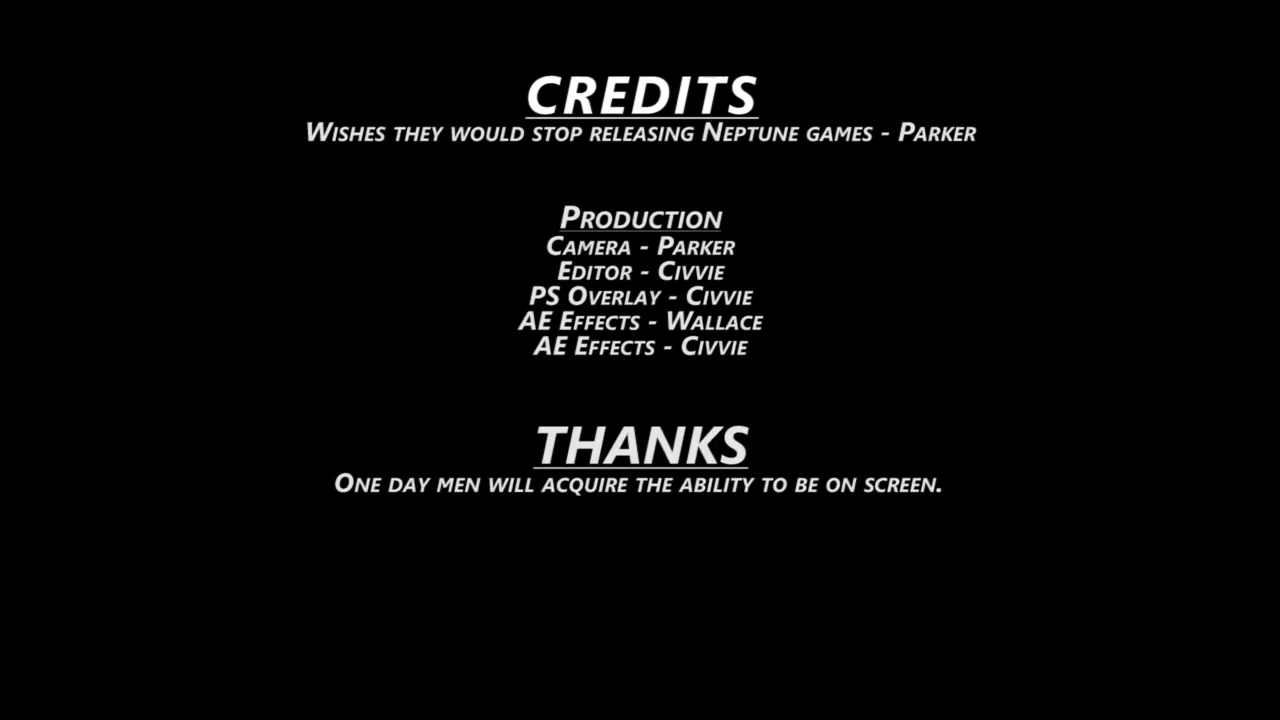 CREDITS
Wishes they would stop releasing Neptune games - Parker
Production
Camera - Parker
Editor - Civvie
PS Overlay - Civvie
AE Effects - Wallace
AE Effects - Civvie
THANKS
One day men will acquire the ability to be on screen.